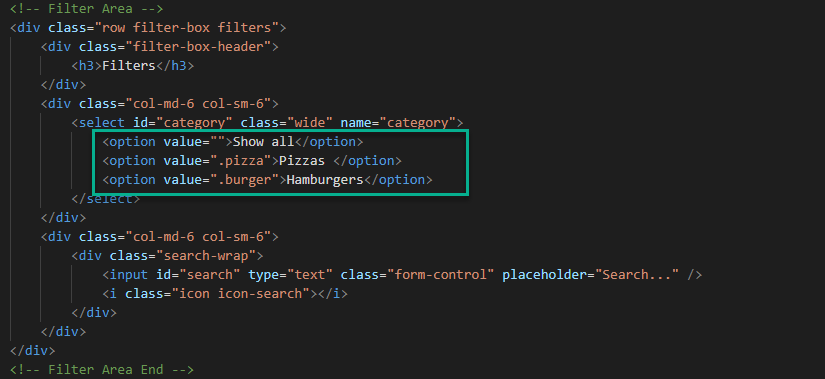 <!-- Filter Area -->
<div class="row filter-box filters">
<div class="filter-box-header">
<h3>Filters</h3>
</div>
<div class="col-md-6 col-sm-6">
<select id="category" class="wide" name="category">
<option value="">Show all</option>
<option value=".pizza">Pizzas </option>
<option value=".burger">Hamburgers</option>
</select>
</div>
<div class="col-md-6 col-sm-6">
<div class="search-wrap">
<input id="search" type="text" class="form-control" placeholder="Search..." />
<i class="icon icon-search"></i>
</div>
</div>
</div>
<!-- Filter Area End -->